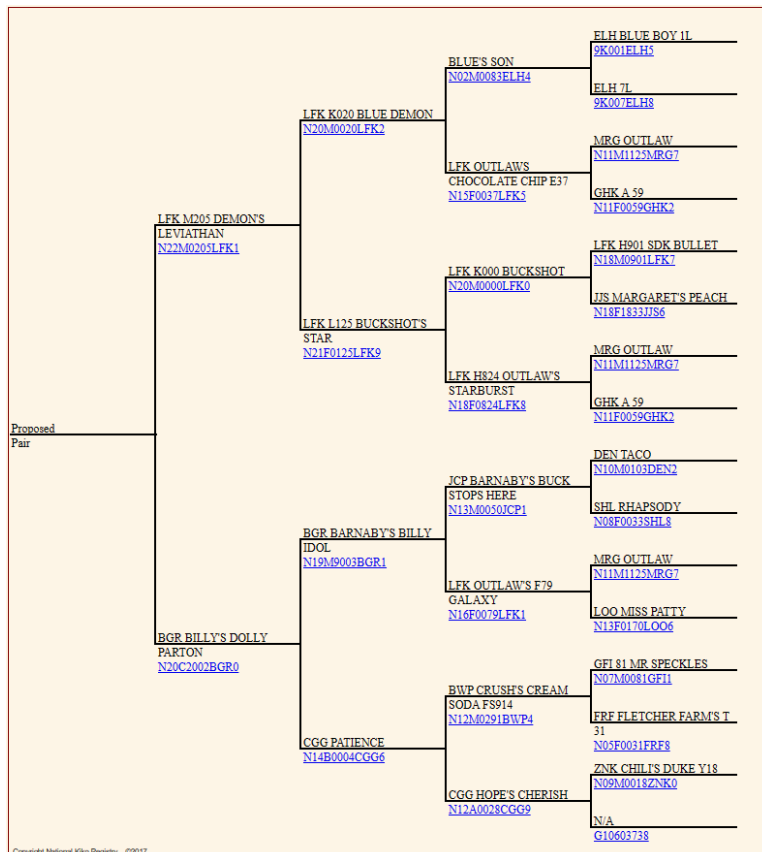 ELH BLUE BOY 1L
9K001ELH5
BLUE'S SON
N02M0083ELH4
ELH 7L
9K007ELH8
LFK K020 BLUE DEMON
N20M0020LFK2
MRG OUTLAW
N11M1125MRG7
LFK OUTLAWS
CHOCOLATE CHIP E37
N15F0037LFK5
GHK A 59
N11F0059GHK2
LFK M205 DEMON'S
LEVIATHAN
N22M0205LFK1
LFK H901 SDK BULLET
N18M0901LFK7
LFK K000 BUCKSHOT
N20M0000LFK0
JJS MARGARET'S PEACH
N18F1833JJS6
LFK L125 BUCKSHOT'S
STAR
N21F0125LFK9
MRG OUTLAW
N11M1125MRG7
LFK H824 OUTLAW'S
STARBURST
N18F0824LFK8
GHK A 59
N11F0059GHK2
Proposed
Pair
DEN TACO
N10M0103DEN2
JCP BARNABY'S BUCK
STOPS HERE
N13M0050JCP1
SHL RHAPSODY
N08F0033SHL8
BGR BARNABY'S BILLY
IDOL
N19M9003BGR1
MRG OUTLAW
N11M1125MRG7
LFK OUTLAW'S F79
GALAXY
N16F0079LFK1
LOO MISS PATTY
N13F0170LOO6
BGR BILLY'S DOLLY
PARTON
N20C2002BGR0
GFI 81 MR SPECKLES
N07M0081GFI1
BWP CRUSH'S CREAM
SODA FS914
N12M0291BWP4
FRF FLETCHER FARM'S T
31
N05F0031FRF8
CGG PATIENCE
N14B0004CGG6
ZNK CHILI'S DUKE Y18
N09M0018ZNK0
CGG HOPE'S CHERISH
N12A0028CGG9
N/A
G10603738
Copyright National Kiko Registry ©2017